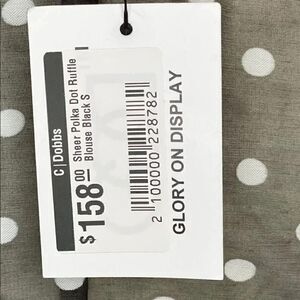 C|Dobbs
Sheer Polka Dot Ruffle
Blouse Black S
$158.00
2 100000 228782
GLORY ON DISPLAY